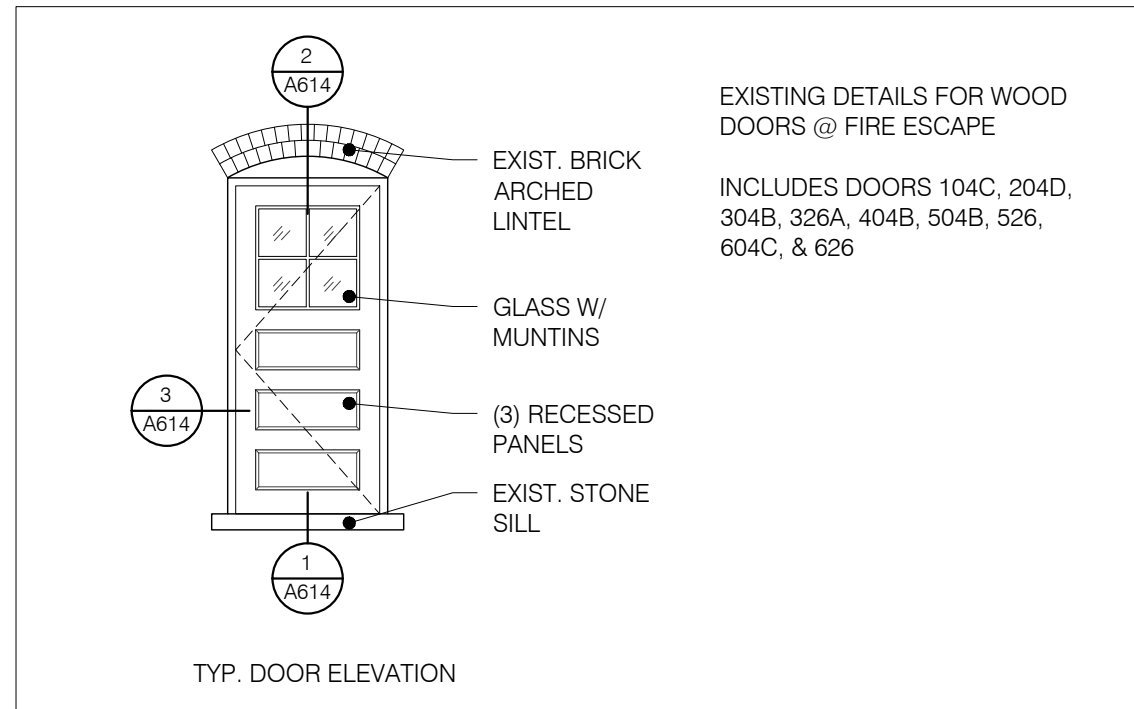 2
A614
EXISTING DETAILS FOR WOOD
DOORS @ FIRE ESCAPE
INCLUDES DOORS 104C, 204D,
304B, 326A, 404B, 504B, 526,
604C, & 626
EXIST. BRICK
ARCHED
LINTEL
GLASS W/
MUNTINS
3
A614
(3) RECESSED
PANELS
EXIST. STONE
SILL
1
A614
TYP. DOOR ELEVATION